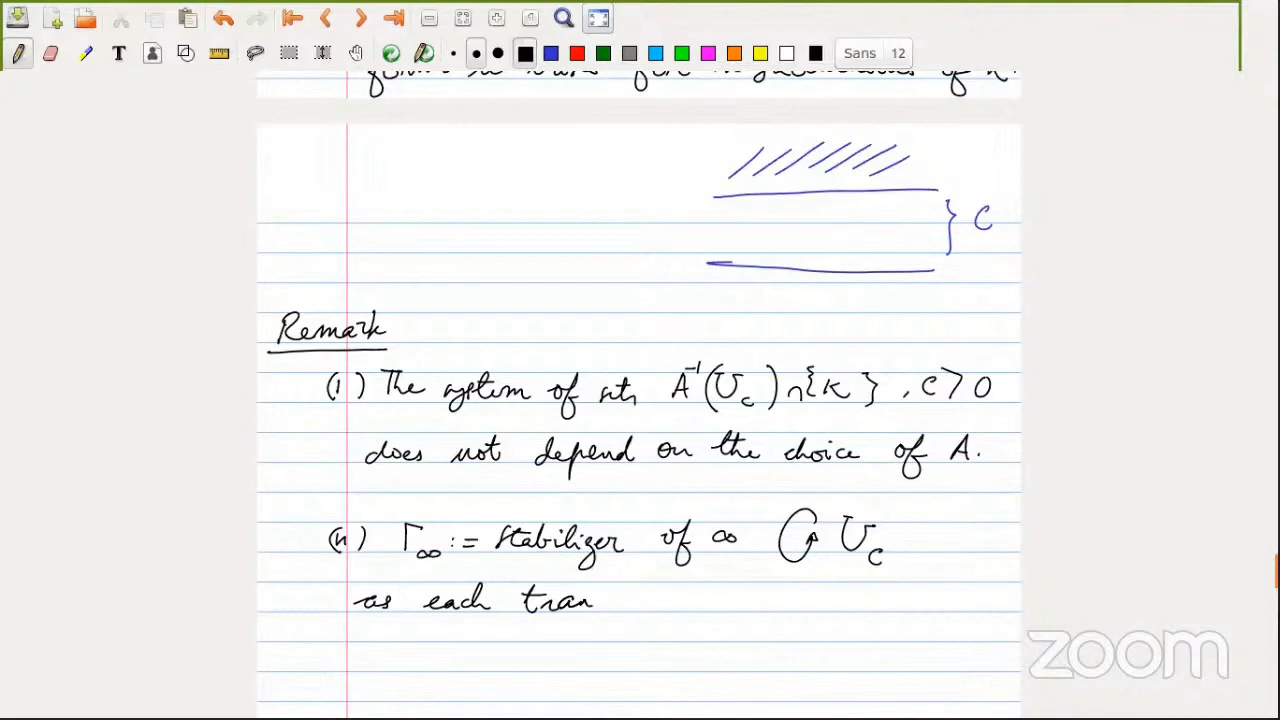 Sans 12
C
Remark
(i) The system of sets A⁻¹(U_c) ∩ {κ}, C > 0
does not depend on the choice of A.
(ii) Γ_∞ := stabilizer of ∞ ↻ U_c
as each tran
zoom